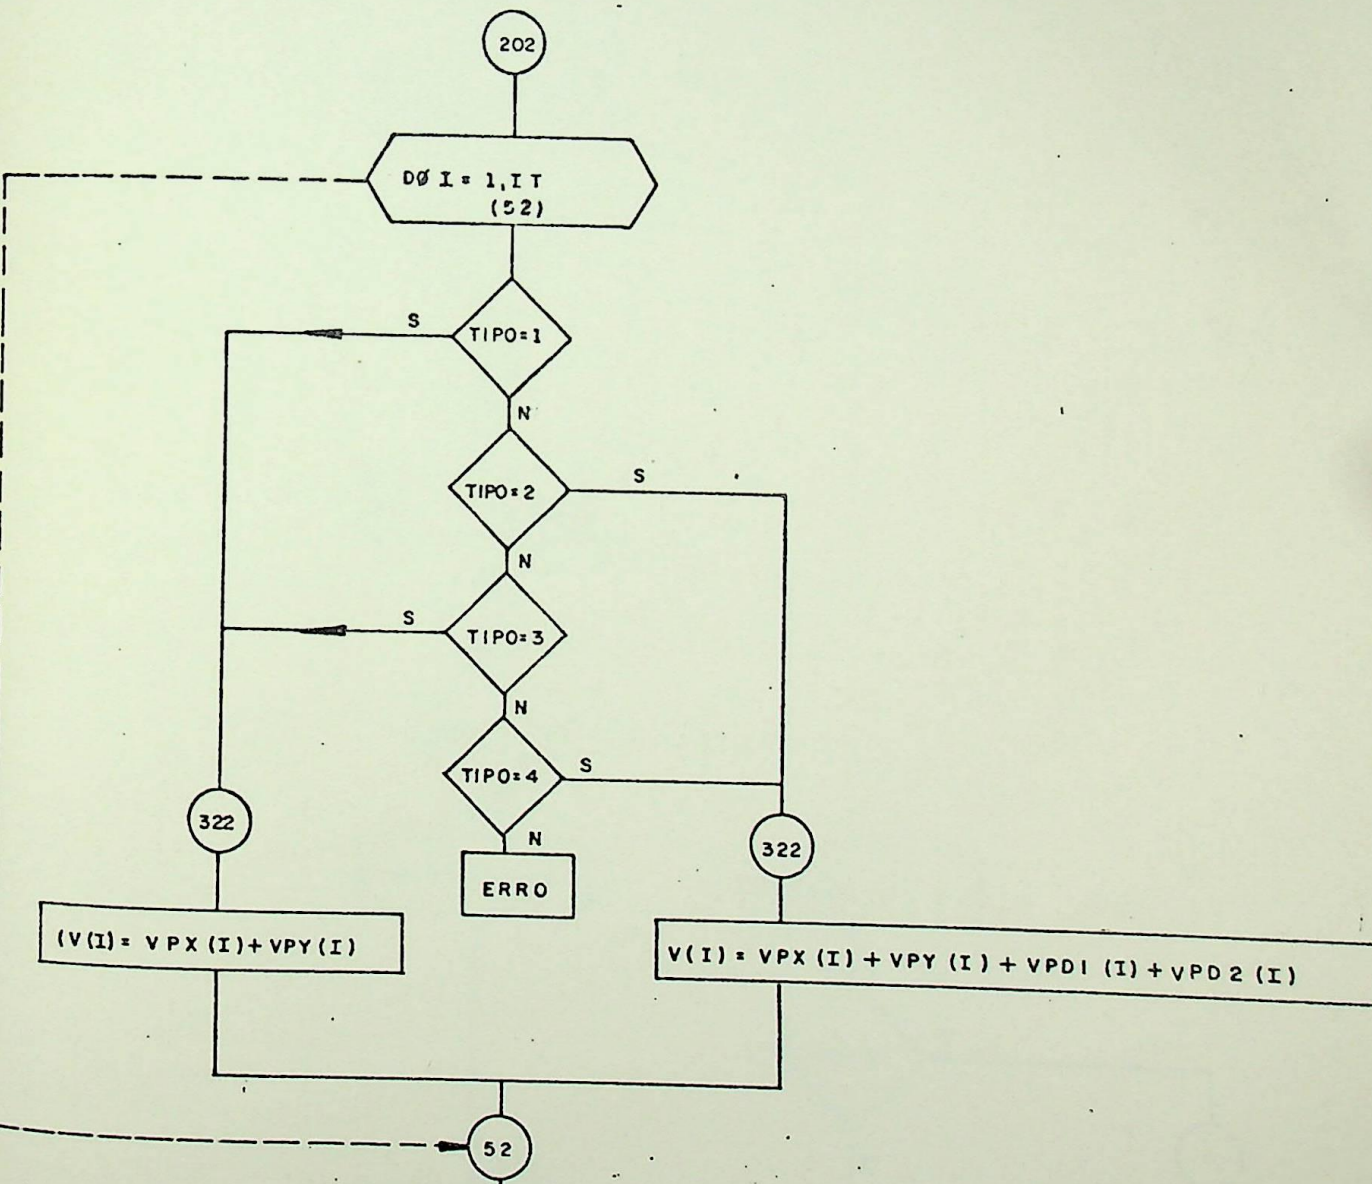 202
DØ I = 1, I T
(52)
S
TIPO=1
N
TIPO=2
S
N
S
TIPO=3
N
TIPO=4
S
N
322
322
ERRO
(V(I)= VPX (I)+ VPY(I)
V(I)= VPX (I)+ VPY (I)+ VPD1 (I)+ VPD2 (I)
52